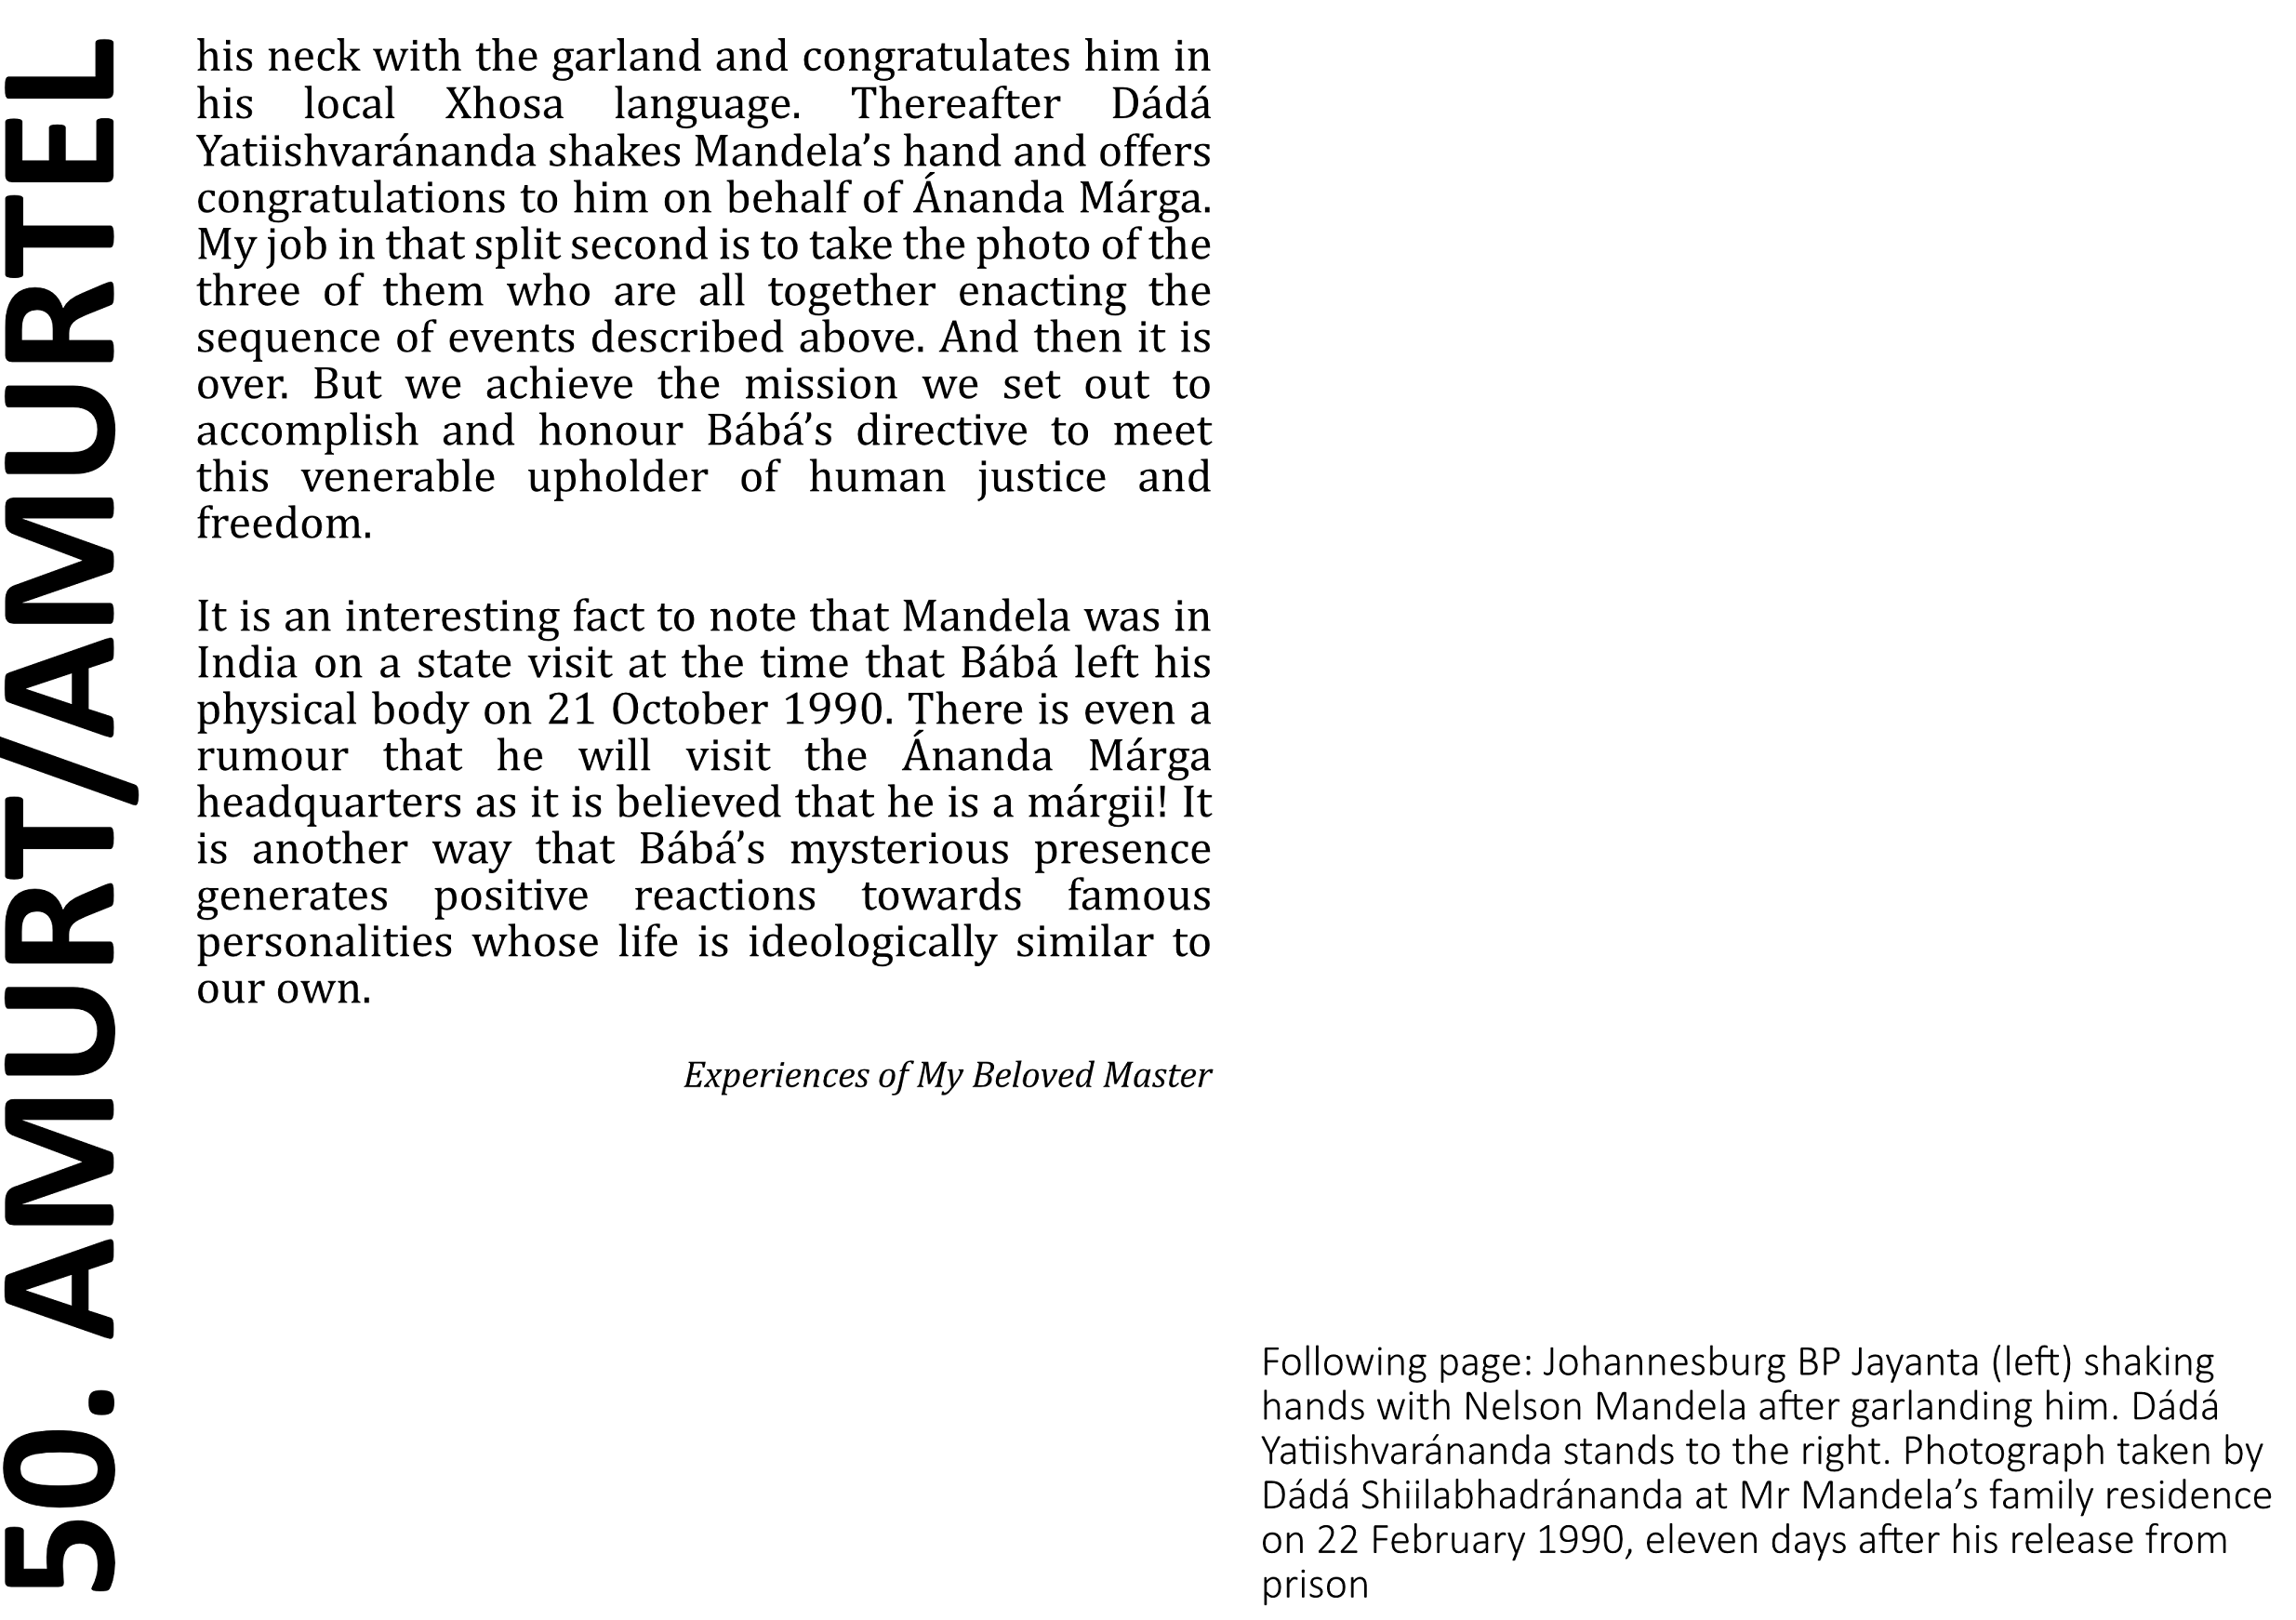 50. AMURT/AMURTEL
his neck with the garland and congratulates him in
his local Xhosa language. Thereafter Dádá
Yatiishvaránanda shakes Mandela’s hand and offers
congratulations to him on behalf of Ánanda Márga.
My job in that split second is to take the photo of the
three of them who are all together enacting the
sequence of events described above. And then it is
over. But we achieve the mission we set out to
accomplish and honour Bábá’s directive to meet
this venerable upholder of human justice and
freedom.
It is an interesting fact to note that Mandela was in
India on a state visit at the time that Bábá left his
physical body on 21 October 1990. There is even a
rumour that he will visit the Ánanda Márga
headquarters as it is believed that he is a márgii! It
is another way that Bábá’s mysterious presence
generates positive reactions towards famous
personalities whose life is ideologically similar to
our own.
Experiences of My Beloved Master
Following page: Johannesburg BP Jayanta (left) shaking
hands with Nelson Mandela after garlanding him. Dádá
Yatiishvaránanda stands to the right. Photograph taken by
Dádá Shiilabhadránanda at Mr Mandela’s family residence
on 22 February 1990, eleven days after his release from
prison